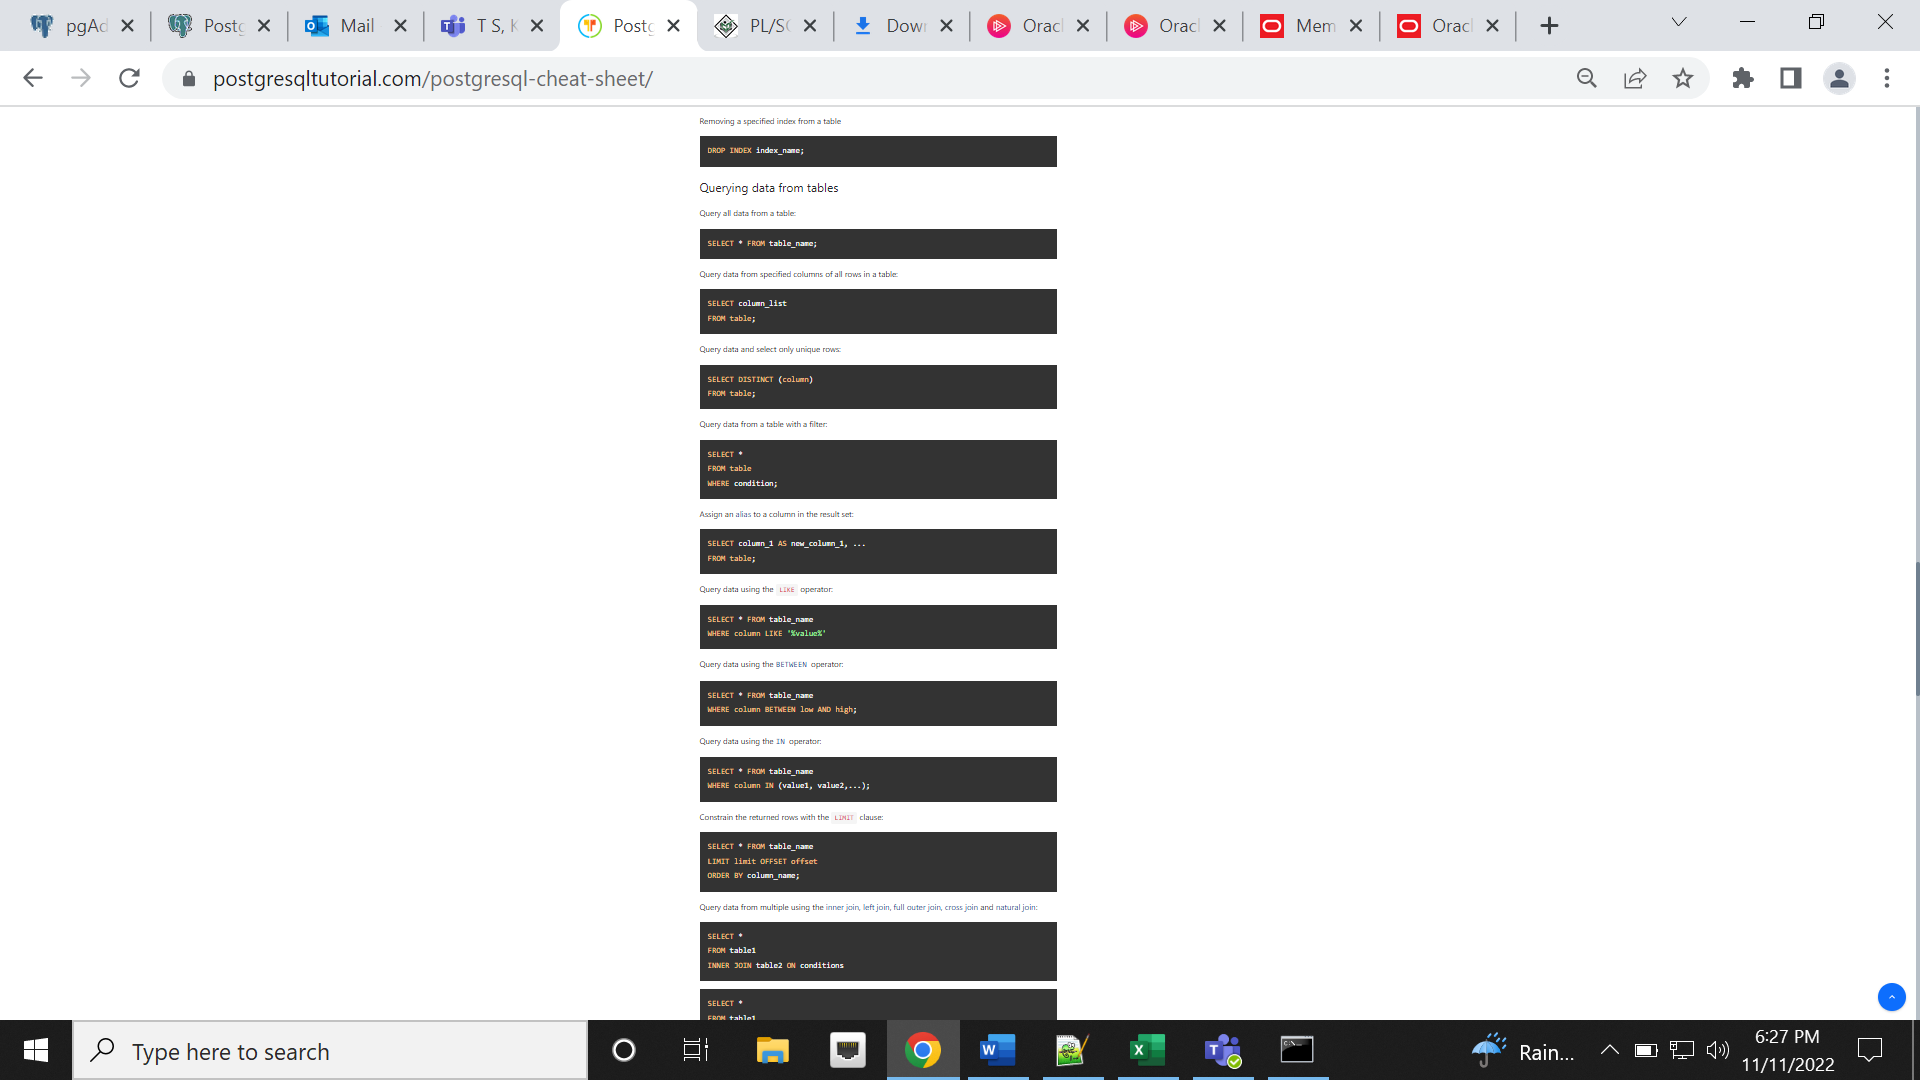 pgAd
Postg
Mail
T S, K
Postg
PL/SQ
Down
Oracl
Oracl
Mem
Oracl
postgresqltutorial.com/postgresql-cheat-sheet/
Removing a specified index from a table
DROP INDEX index_name;
Querying data from tables
Query all data from a table:
SELECT * FROM table_name;
Query data from specified columns of all rows in a table:
SELECT column_list
FROM table;
Query data and select only unique rows:
SELECT DISTINCT (column)
FROM table;
Query data from a table with a filter:
SELECT *
FROM table
WHERE condition;
Assign an alias to a column in the result set:
SELECT column_1 AS new_column_1, ...
FROM table;
Query data using the LIKE operator:
SELECT * FROM table_name
WHERE column LIKE '%value%'
Query data using the BETWEEN operator:
SELECT * FROM table_name
WHERE column BETWEEN low AND high;
Query data using the IN operator:
SELECT * FROM table_name
WHERE column IN (value1, value2,...);
Constrain the returned rows with the LIMIT clause:
SELECT * FROM table_name
LIMIT limit OFFSET offset
ORDER BY column_name;
Query data from multiple using the inner join, left join, full outer join, cross join and natural join:
SELECT *
FROM table1
INNER JOIN table2 ON conditions
SELECT *
FROM table1
Type here to search
Rain...
6:27 PM
11/11/2022